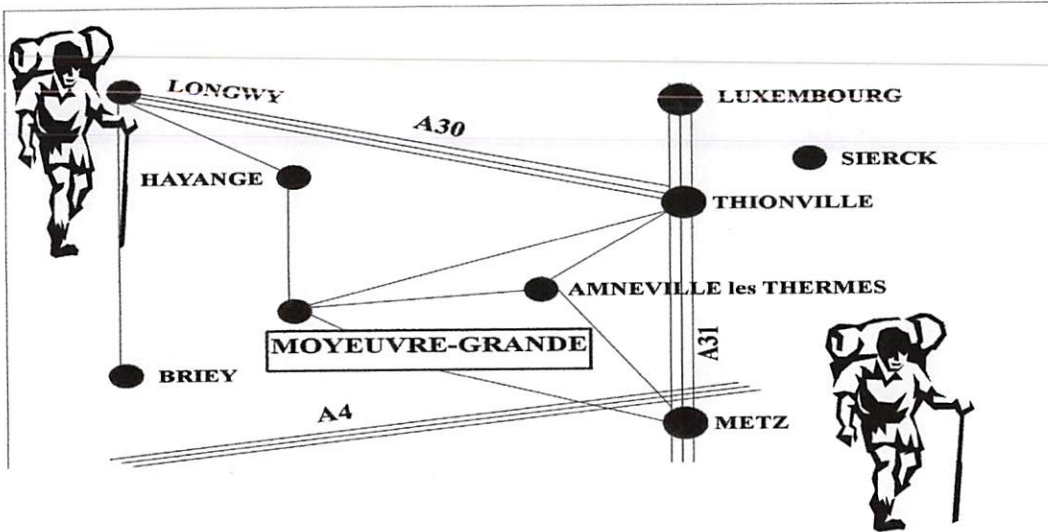 LONGWY
LUXEMBOURG
A30
SIERCK
HAYANGE
THIONVILLE
AMNEVILLE les THERMES
MOYEUVRE-GRANDE
A31
BRIEY
A4
METZ